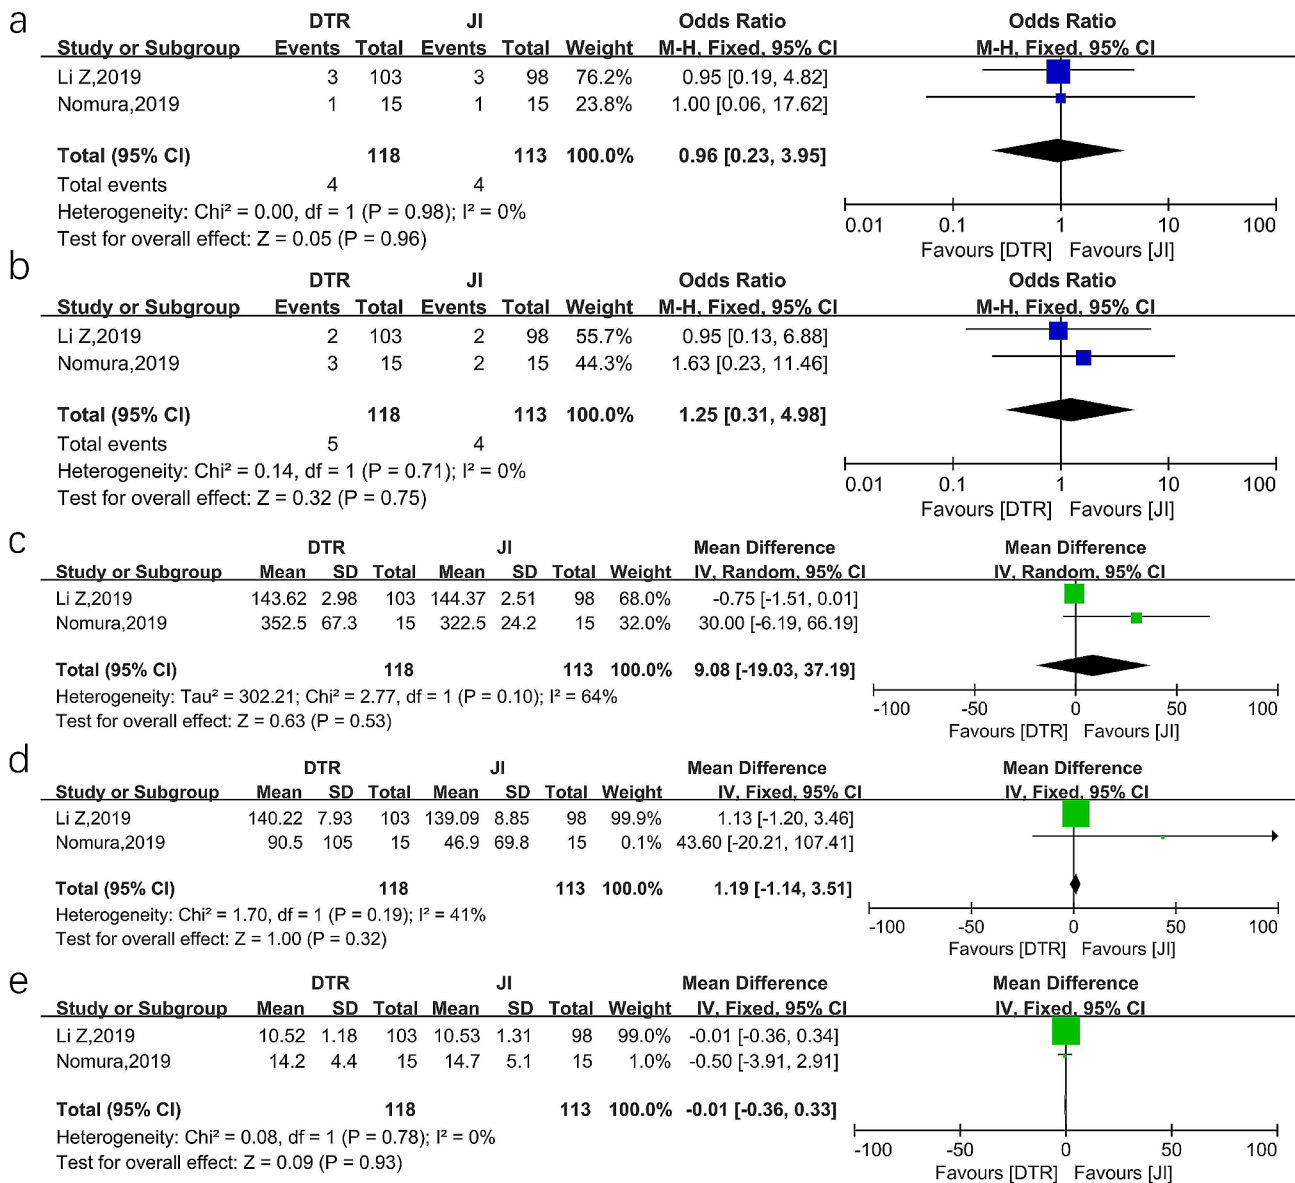 a
DTR JI Odds Ratio Odds Ratio
Study or Subgroup Events Total Events Total Weight M-H, Fixed, 95% CI M-H, Fixed, 95% CI
Li Z,2019 3 103 3 98 76.2% 0.95 [0.19, 4.82]
Nomura,2019 1 15 1 15 23.8% 1.00 [0.06, 17.62]
Total (95% CI) 118 113 100.0% 0.96 [0.23, 3.95]
Total events 4 4
Heterogeneity: Chi² = 0.00, df = 1 (P = 0.98); I² = 0%
Test for overall effect: Z = 0.05 (P = 0.96)
0.01 0.1 1 10 100
Favours [DTR] Favours [JI]
b
DTR JI Odds Ratio Odds Ratio
Study or Subgroup Events Total Events Total Weight M-H, Fixed, 95% CI M-H, Fixed, 95% CI
Li Z,2019 2 103 2 98 55.7% 0.95 [0.13, 6.88]
Nomura,2019 3 15 2 15 44.3% 1.63 [0.23, 11.46]
Total (95% CI) 118 113 100.0% 1.25 [0.31, 4.98]
Total events 5 4
Heterogeneity: Chi² = 0.14, df = 1 (P = 0.71); I² = 0%
Test for overall effect: Z = 0.32 (P = 0.75)
0.01 0.1 1 10 100
Favours [DTR] Favours [JI]
c
DTR JI Mean Difference Mean Difference
Study or Subgroup Mean SD Total Mean SD Total Weight IV, Random, 95% CI IV, Random, 95% CI
Li Z,2019 143.62 2.98 103 144.37 2.51 98 68.0% -0.75 [-1.51, 0.01]
Nomura,2019 352.5 67.3 15 322.5 24.2 15 32.0% 30.00 [-6.19, 66.19]
Total (95% CI) 118 113 100.0% 9.08 [-19.03, 37.19]
Heterogeneity: Tau² = 302.21; Chi² = 2.77, df = 1 (P = 0.10); I² = 64%
Test for overall effect: Z = 0.63 (P = 0.53)
-100 -50 0 50 100
Favours [DTR] Favours [JI]
d
DTR JI Mean Difference Mean Difference
Study or Subgroup Mean SD Total Mean SD Total Weight IV, Fixed, 95% CI IV, Fixed, 95% CI
Li Z,2019 140.22 7.93 103 139.09 8.85 98 99.9% 1.13 [-1.20, 3.46]
Nomura,2019 90.5 105 15 46.9 69.8 15 0.1% 43.60 [-20.21, 107.41]
Total (95% CI) 118 113 100.0% 1.19 [-1.14, 3.51]
Heterogeneity: Chi² = 1.70, df = 1 (P = 0.19); I² = 41%
Test for overall effect: Z = 1.00 (P = 0.32)
-100 -50 0 50 100
Favours [DTR] Favours [JI]
e
DTR JI Mean Difference Mean Difference
Study or Subgroup Mean SD Total Mean SD Total Weight IV, Fixed, 95% CI IV, Fixed, 95% CI
Li Z,2019 10.52 1.18 103 10.53 1.31 98 99.0% -0.01 [-0.36, 0.34]
Nomura,2019 14.2 4.4 15 14.7 5.1 15 1.0% -0.50 [-3.91, 2.91]
Total (95% CI) 118 113 100.0% -0.01 [-0.36, 0.33]
Heterogeneity: Chi² = 0.08, df = 1 (P = 0.78); I² = 0%
Test for overall effect: Z = 0.09 (P = 0.93)
-100 -50 0 50 100
Favours [DTR] Favours [JI]